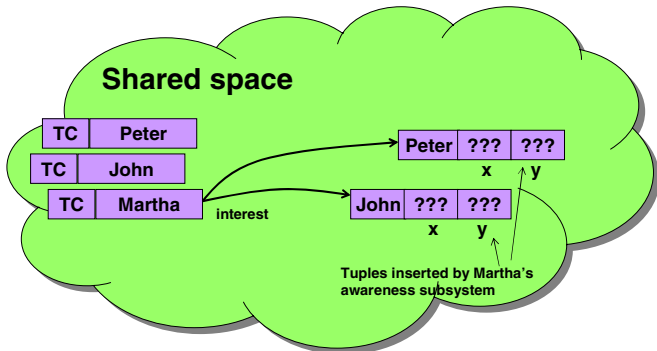 Shared space
TC Peter
TC John
TC Martha
interest
Peter ??? ???
x y
John ??? ???
x y
Tuples inserted by Martha's
awareness subsystem